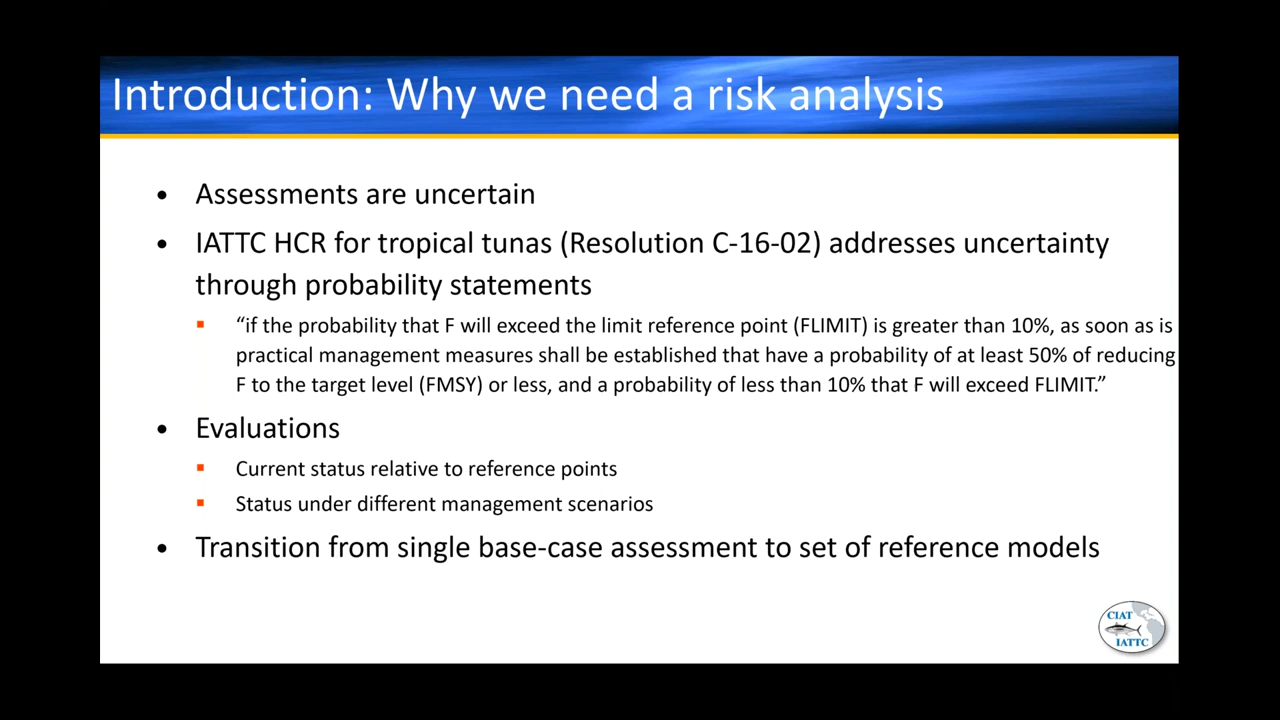 Introduction: Why we need a risk analysis
• Assessments are uncertain
• IATTC HCR for tropical tunas (Resolution C-16-02) addresses uncertainty
through probability statements
▪ “if the probability that F will exceed the limit reference point (FLIMIT) is greater than 10%, as soon as is
practical management measures shall be established that have a probability of at least 50% of reducing
F to the target level (FMSY) or less, and a probability of less than 10% that F will exceed FLIMIT.”
• Evaluations
▪ Current status relative to reference points
▪ Status under different management scenarios
• Transition from single base-case assessment to set of reference models
CIAT
IATTC